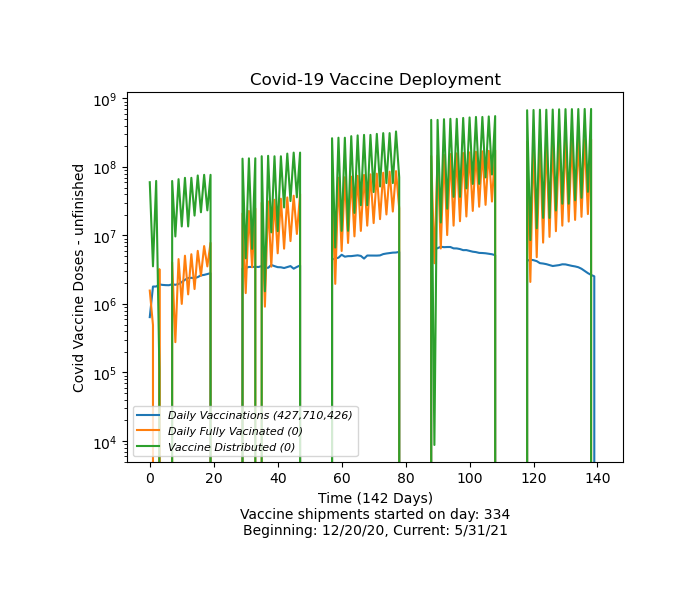 Covid-19 Vaccine Deployment
Covid Vaccine Doses - unfinished
10⁹
10⁸
10⁷
10⁶
10⁵
10⁴
Daily Vaccinations (427,710,426)
Daily Fully Vacinated (0)
Vaccine Distributed (0)
0 20 40 60 80 100 120 140
Time (142 Days)
Vaccine shipments started on day: 334
Beginning: 12/20/20, Current: 5/31/21